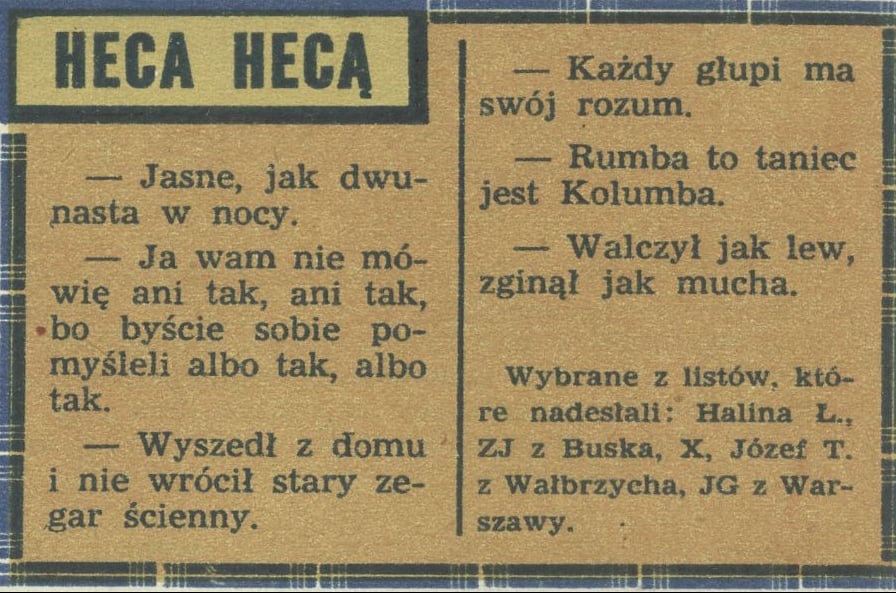 HECA HECĄ
— Jasne, jak dwu-
nasta w nocy.
— Ja wam nie mó-
wię ani tak, ani tak,
bo byście sobie po-
myśleli albo tak, albo
tak.
— Wyszedł z domu
i nie wrócił stary ze-
gar ścienny.
— Każdy głupi ma
swój rozum.
— Rumba to taniec
jest Kolumba.
— Walczył jak lew,
zginął jak mucha.
Wybrane z listów, któ-
re nadesłali: Halina Ł.,
ZJ z Buska, X, Józef T.
z Wałbrzycha, JG z War-
szawy.